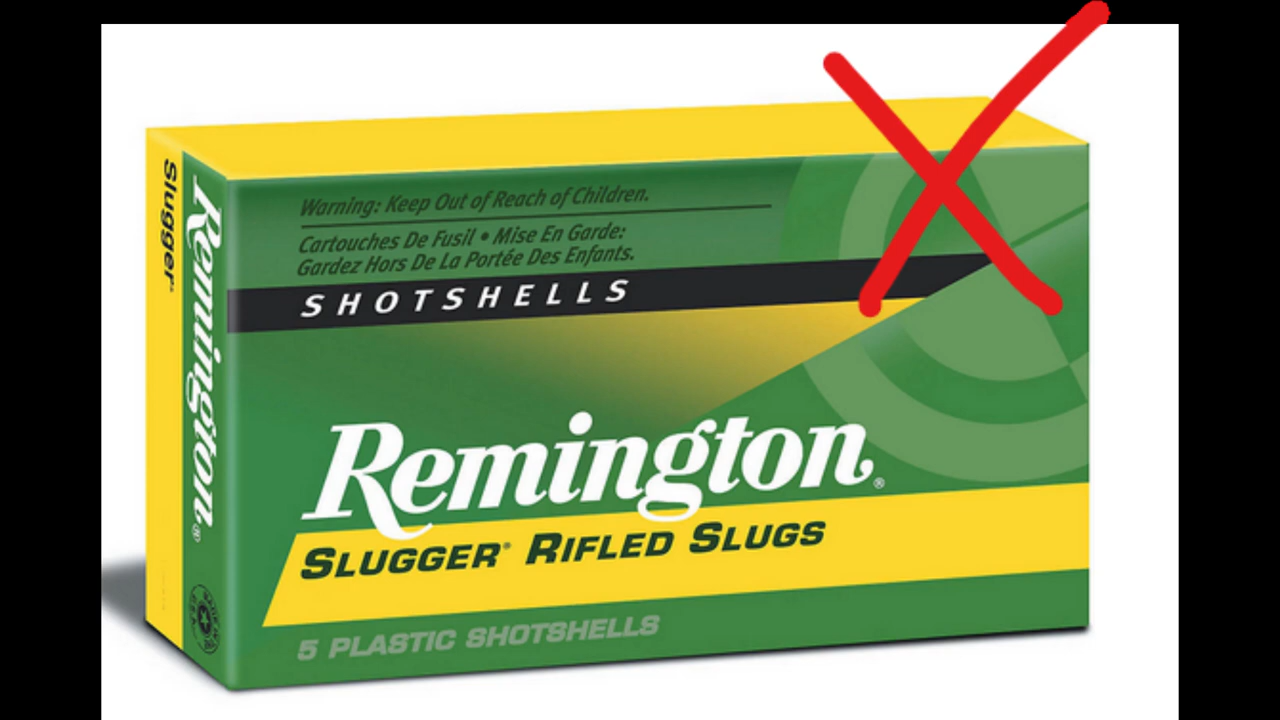 Slugger®
Remington®
Warning: Keep Out of Reach of Children.
Cartouches De Fusil • Mise En Garde:
Gardez Hors De La Portée Des Enfants.
SHOTSHELLS
Remington®
SLUGGER® RIFLED SLUGS
5 PLASTIC SHOTSHELLS